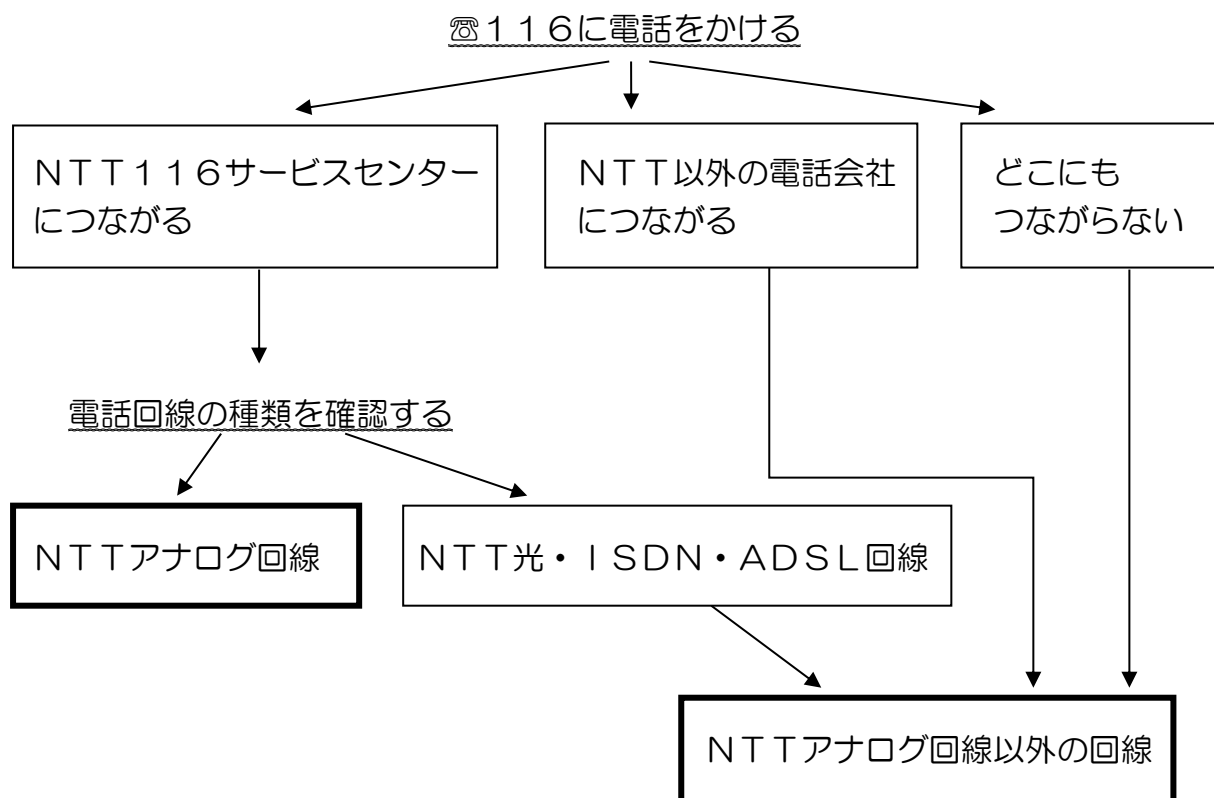 ☏１１６に電話をかける
ＮＴＴ１１６サービスセンター
につながる
ＮＴＴ以外の電話会社
につながる
どこにも
つながらない
電話回線の種類を確認する
ＮＴＴアナログ回線
ＮＴＴ光・ＩＳＤＮ・ＡＤＳＬ回線
ＮＴＴアナログ回線以外の回線